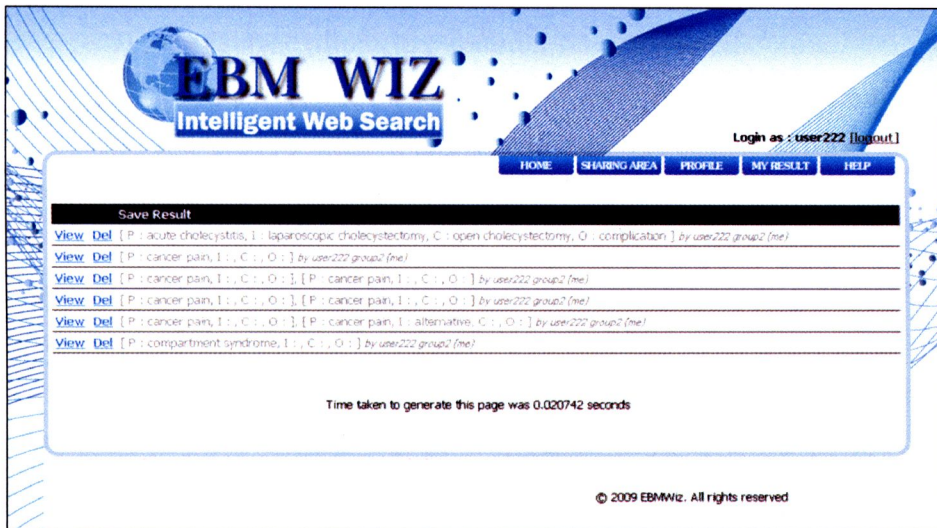 EBM WIZ
Intelligent Web Search
Login as : user222 [logout]
HOME SHARING AREA PROFILE MY RESULT HELP
Save Result
View Del [ P : acute cholecystitis, I : laparoscopic cholecystectomy, C : open cholecystectomy, O : complication ] by user222 group2 (me)
View Del [ P : cancer pain, I : , C : , O : ] by user222 group2 (me)
View Del [ P : cancer pain, I : , C : , O : ], [ P : cancer pain, I : , C : , O : ] by user222 group2 (me)
View Del [ P : cancer pain, I : , C : , O : ], [ P : cancer pain, I : , C : , O : ] by user222 group2 (me)
View Del [ P : cancer pain, I : , C : , O : ], [ P : cancer pain, I : alternative, C : , O : ] by user222 group2 (me)
View Del [ P : compartment syndrome, I : , C : , O : ] by user222 group2 (me)
Time taken to generate this page was 0.020742 seconds
© 2009 EBMWiz. All rights reserved